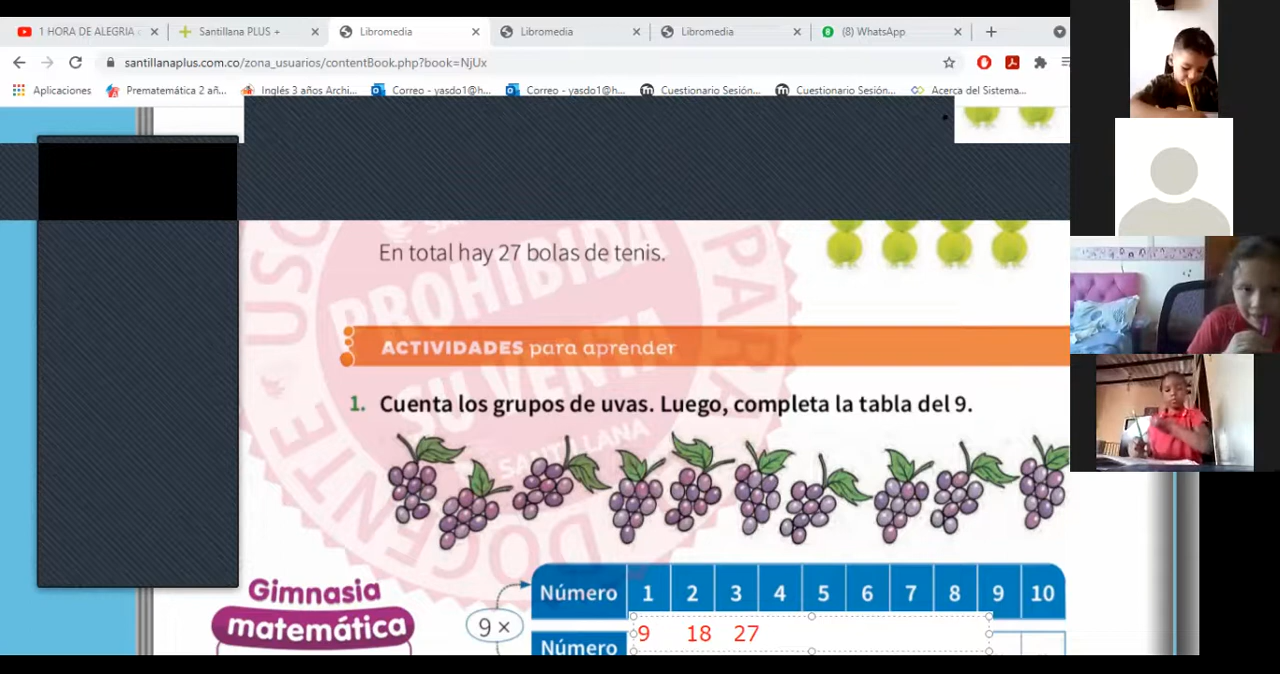 1 HORA DE ALEGRIA
Santillana PLUS +
Libromedia
Libromedia
Libromedia
(8) WhatsApp
santillanaplus.com.co/zona_usuarios/contentBook.php?book=NjUx
Aplicaciones
Prematemática 2 añ...
Inglés 3 años Archi...
Correo - yasdo1@h...
Correo - yasdo1@h...
Cuestionario Sesión...
Cuestionario Sesión...
Acerca del Sistema...
En total hay 27 bolas de tenis.
PROHIBIDA
SU VENTA
SANTILLANA
USO
DOCENTE
PARA
ACTIVIDADES para aprender
1. Cuenta los grupos de uvas. Luego, completa la tabla del 9.
Gimnasia
matemática
9 ×
Número 1 2 3 4 5 6 7 8 9 10
Número 9 18 27